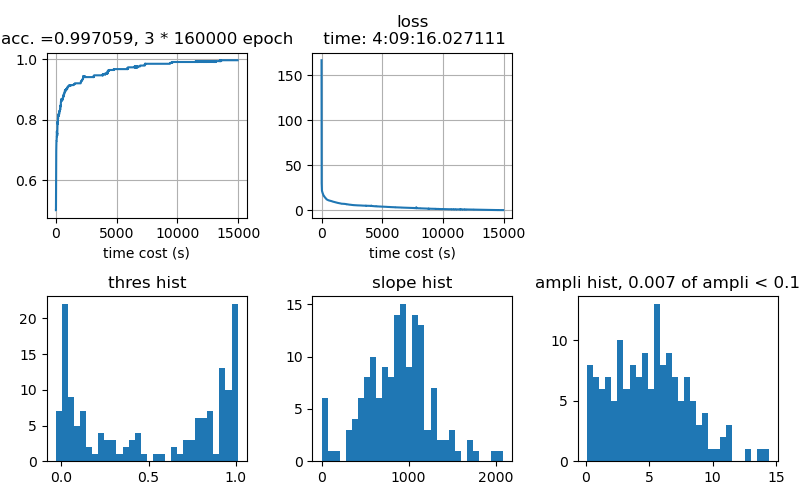 acc. =0.997059, 3 * 160000 epoch
1.0
0.8
0.6
0 5000 10000 15000
time cost (s)
loss
time: 4:09:16.027111
150
100
50
0
0 5000 10000 15000
time cost (s)
thres hist
20
15
10
5
0
0.0 0.5 1.0
slope hist
15
10
5
0
0 1000 2000
ampli hist, 0.007 of ampli < 0.1
10
5
0
0 5 10 15